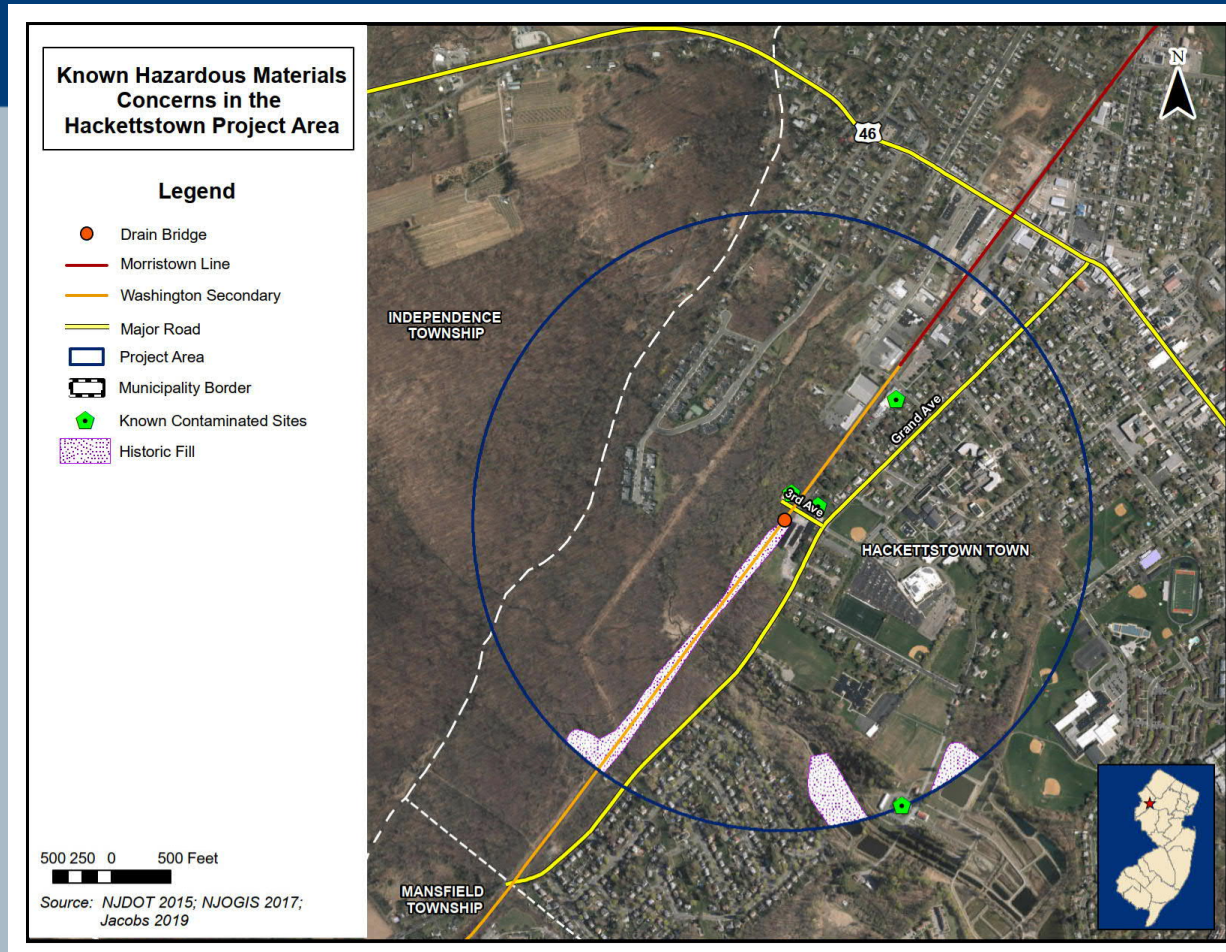 Known Hazardous Materials
Concerns in the
Hackettstown Project Area
Legend
Drain Bridge
Morristown Line
Washington Secondary
Major Road
Project Area
Municipality Border
Known Contaminated Sites
Historic Fill
500 250 0 500 Feet
Source: NJDOT 2015; NJOGIS 2017;
Jacobs 2019
N
46
INDEPENDENCE
TOWNSHIP
Grand Ave
3rd Ave
HACKETTSTOWN TOWN
MANSFIELD
TOWNSHIP